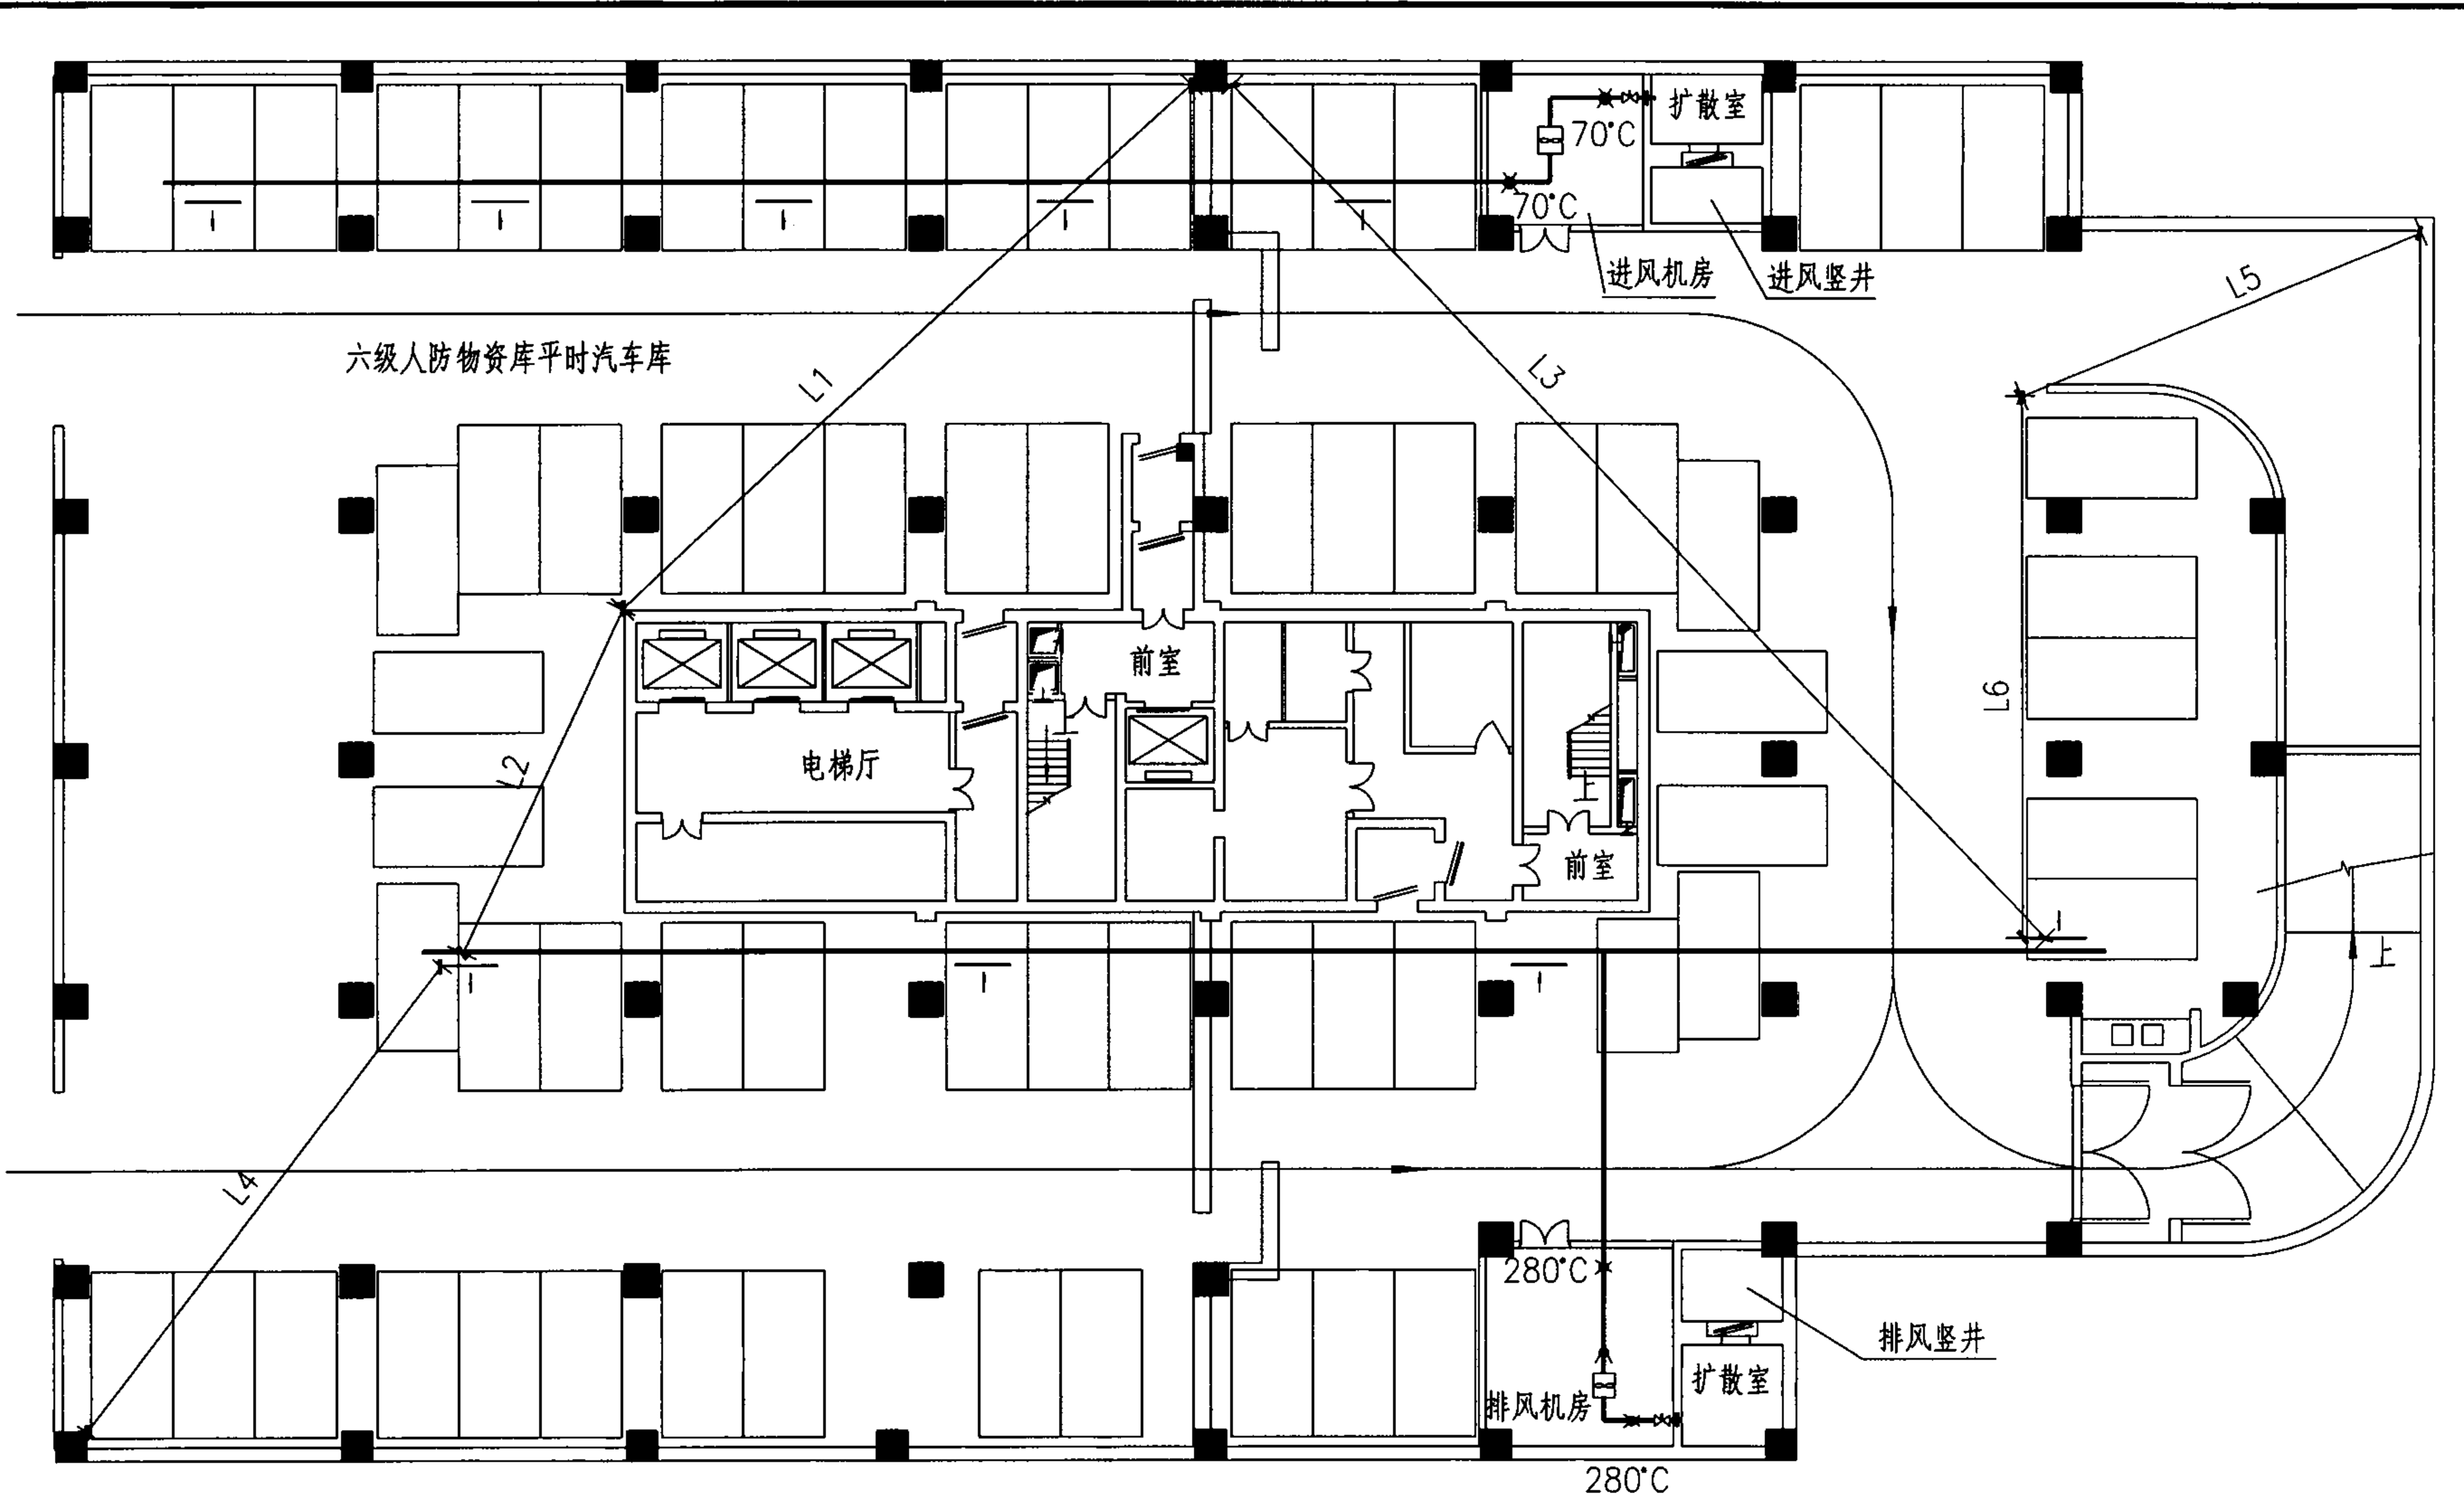 扩散室
70°C
70°C
进风机房
进风竖井
L5
六级人防物资库平时汽车库
L1
L3
前室
L6
电梯厅
L2
上
上
前室
上
L4
280°C
排风竖井
扩散室
排风机房
280°C